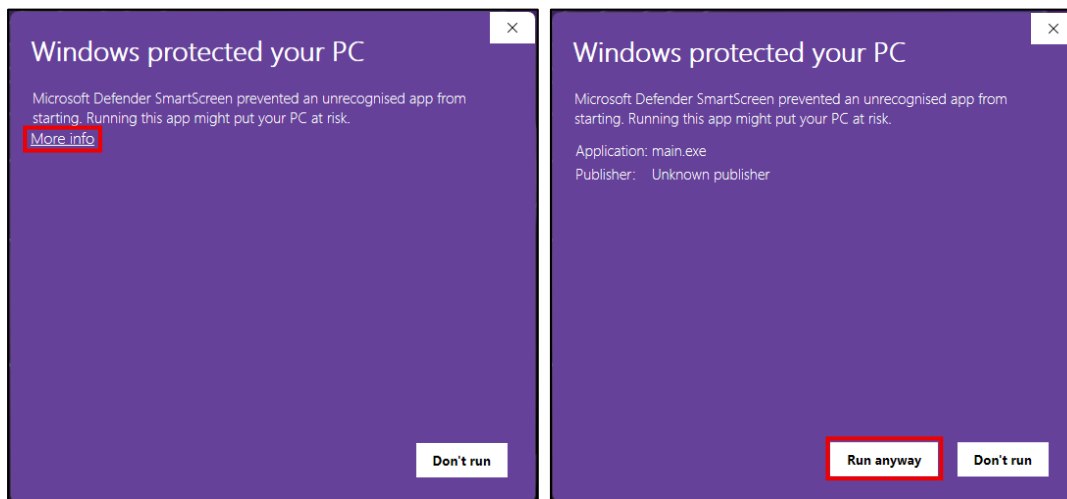 Windows protected your PC
Microsoft Defender SmartScreen prevented an unrecognised app from
starting. Running this app might put your PC at risk.
More info
Don't run
Windows protected your PC
Microsoft Defender SmartScreen prevented an unrecognised app from
starting. Running this app might put your PC at risk.
Application: main.exe
Publisher: Unknown publisher
Run anyway Don't run